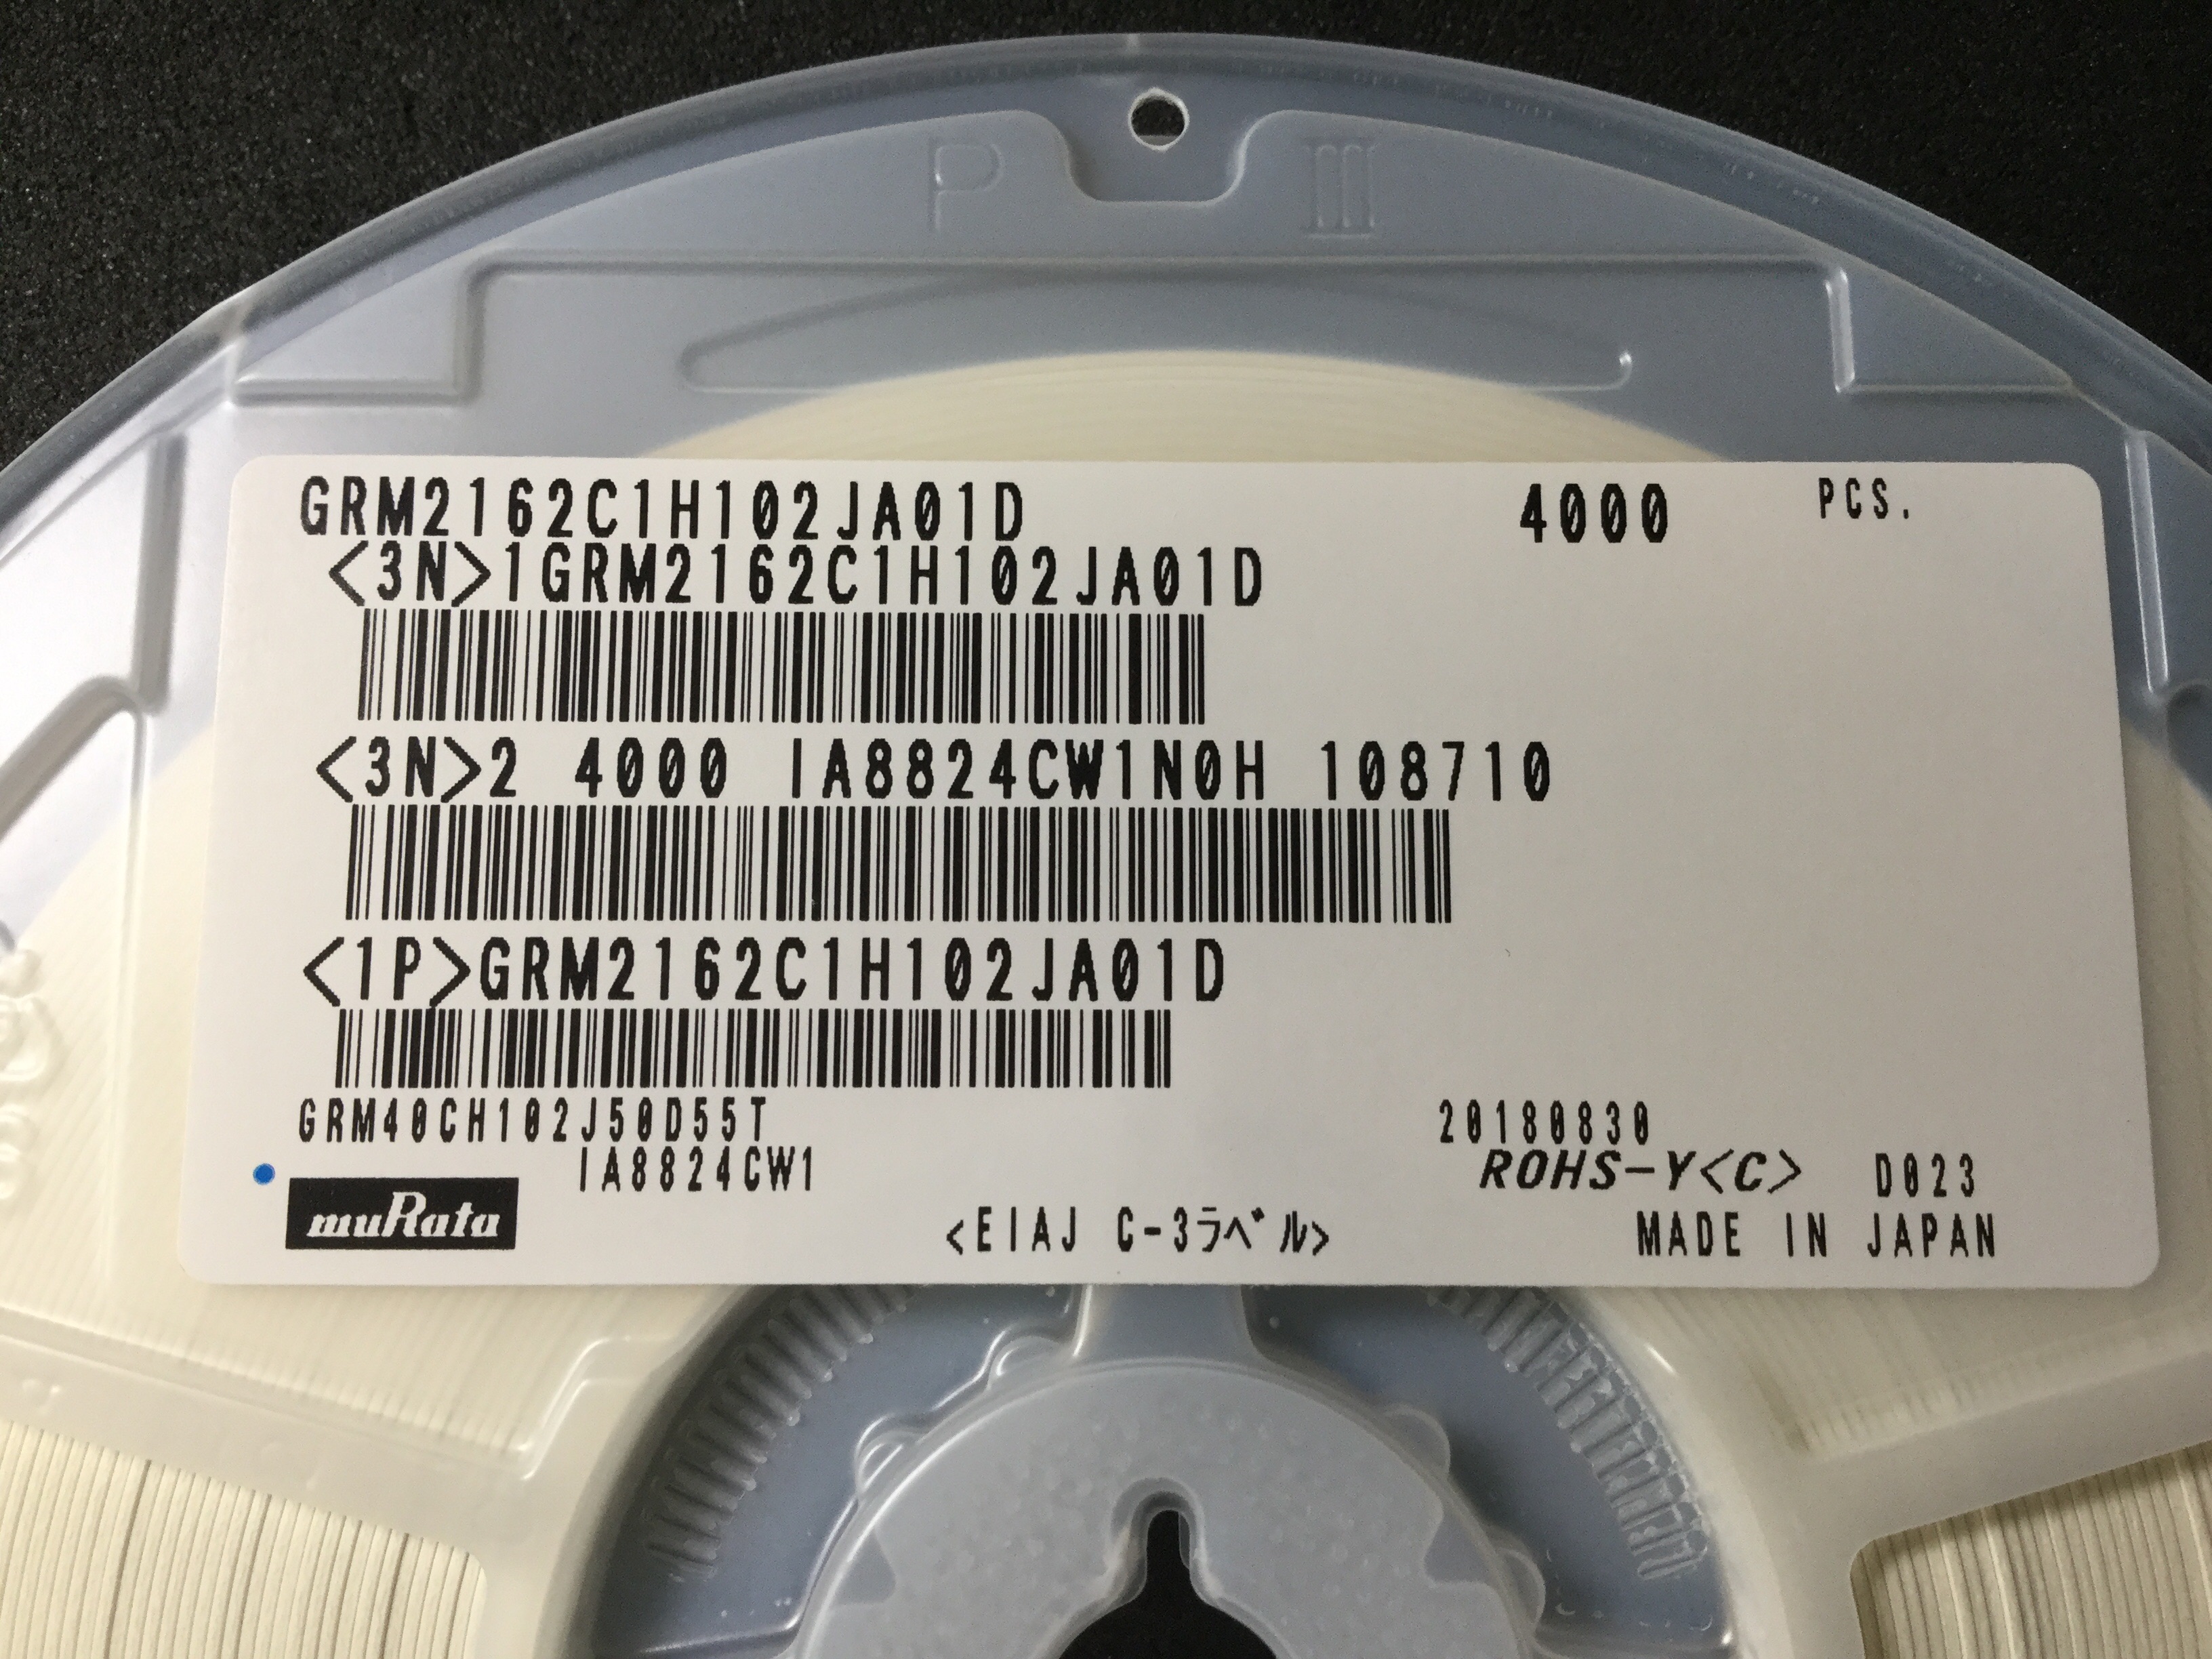 P III
GRM2162C1H102JA01D 4000 PCS.
<3N>1GRM2162C1H102JA01D
<3N>2 4000 IA8824CW1N0H 108710
<1P>GRM2162C1H102JA01D
GRM40CH102J50D55T 20180830
IA8824CW1 ROHS-Y<C> D023
muRata <EIAJ C-3ラベル> MADE IN JAPAN